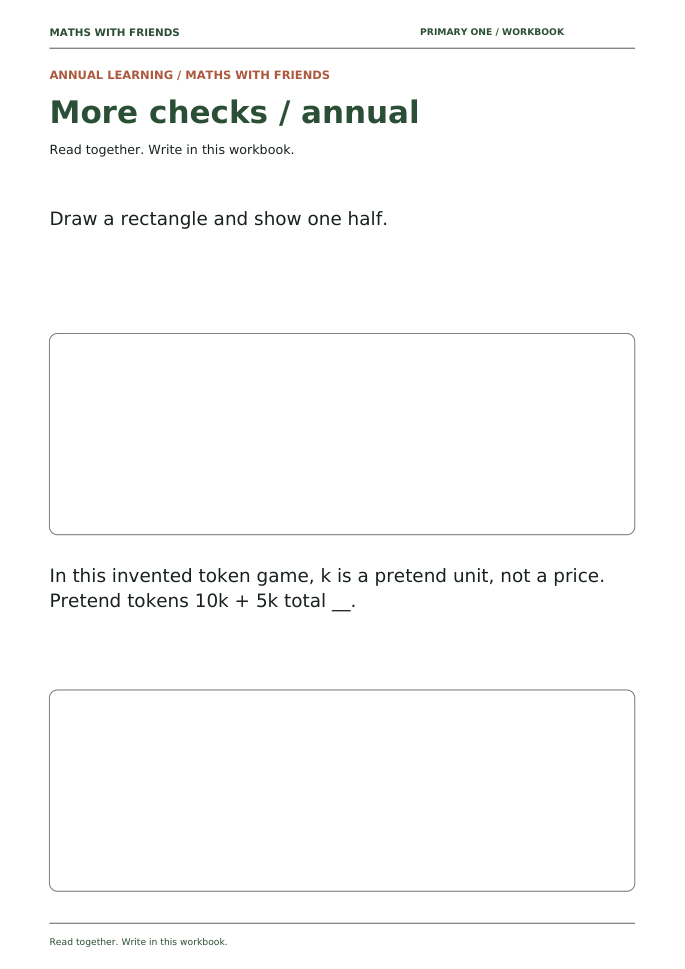 MATHS WITH FRIENDS
PRIMARY ONE / WORKBOOK
ANNUAL LEARNING / MATHS WITH FRIENDS
More checks / annual
Read together. Write in this workbook.
Draw a rectangle and show one half.
In this invented token game, k is a pretend unit, not a price.
Pretend tokens 10k + 5k total __.
Read together. Write in this workbook.